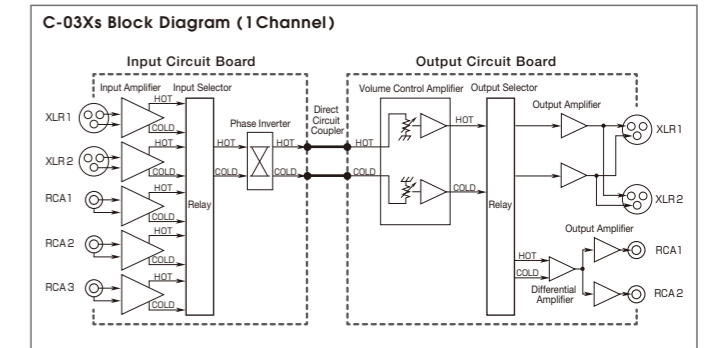 C-03Xs Block Diagram (1Channel)
Input Circuit Board
Output Circuit Board
Input Amplifier
Input Selector
Volume Control Amplifier
Output Selector
XLR1
HOT
COLD
XLR2
HOT
COLD
RCA1
HOT
COLD
RCA2
HOT
COLD
RCA3
HOT
COLD
Relay
HOT
COLD
Phase Inverter
HOT
COLD
Direct
Circuit
Coupler
HOT
COLD
HOT
COLD
Relay
Output Amplifier
XLR1
XLR2
HOT
COLD
Differential
Amplifier
Output Amplifier
RCA1
RCA2